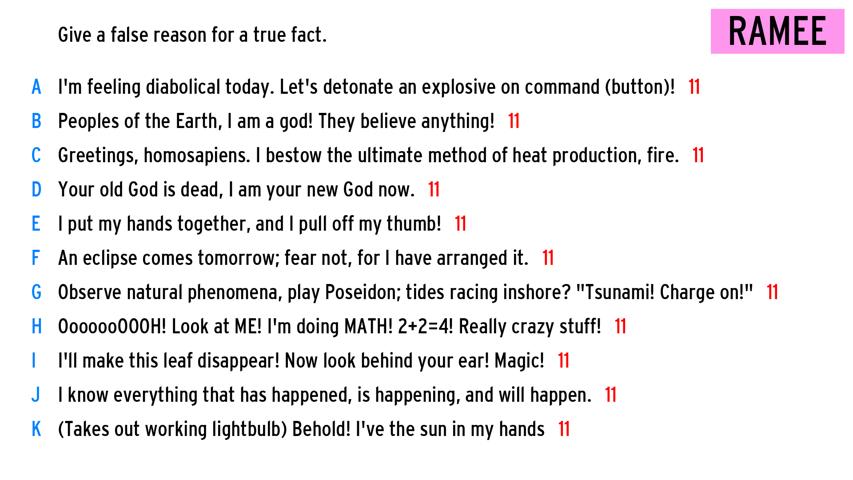 Give a false reason for a true fact.
RAMEE
A I'm feeling diabolical today. Let's detonate an explosive on command (button)! 11
B Peoples of the Earth, I am a god! They believe anything! 11
C Greetings, homosapiens. I bestow the ultimate method of heat production, fire. 11
D Your old God is dead, I am your new God now. 11
E I put my hands together, and I pull off my thumb! 11
F An eclipse comes tomorrow; fear not, for I have arranged it. 11
G Observe natural phenomena, play Poseidon; tides racing inshore? "Tsunami! Charge on!" 11
H OoooooOOOH! Look at ME! I'm doing MATH! 2+2=4! Really crazy stuff! 11
I I'll make this leaf disappear! Now look behind your ear! Magic! 11
J I know everything that has happened, is happening, and will happen. 11
K (Takes out working lightbulb) Behold! I've the sun in my hands 11